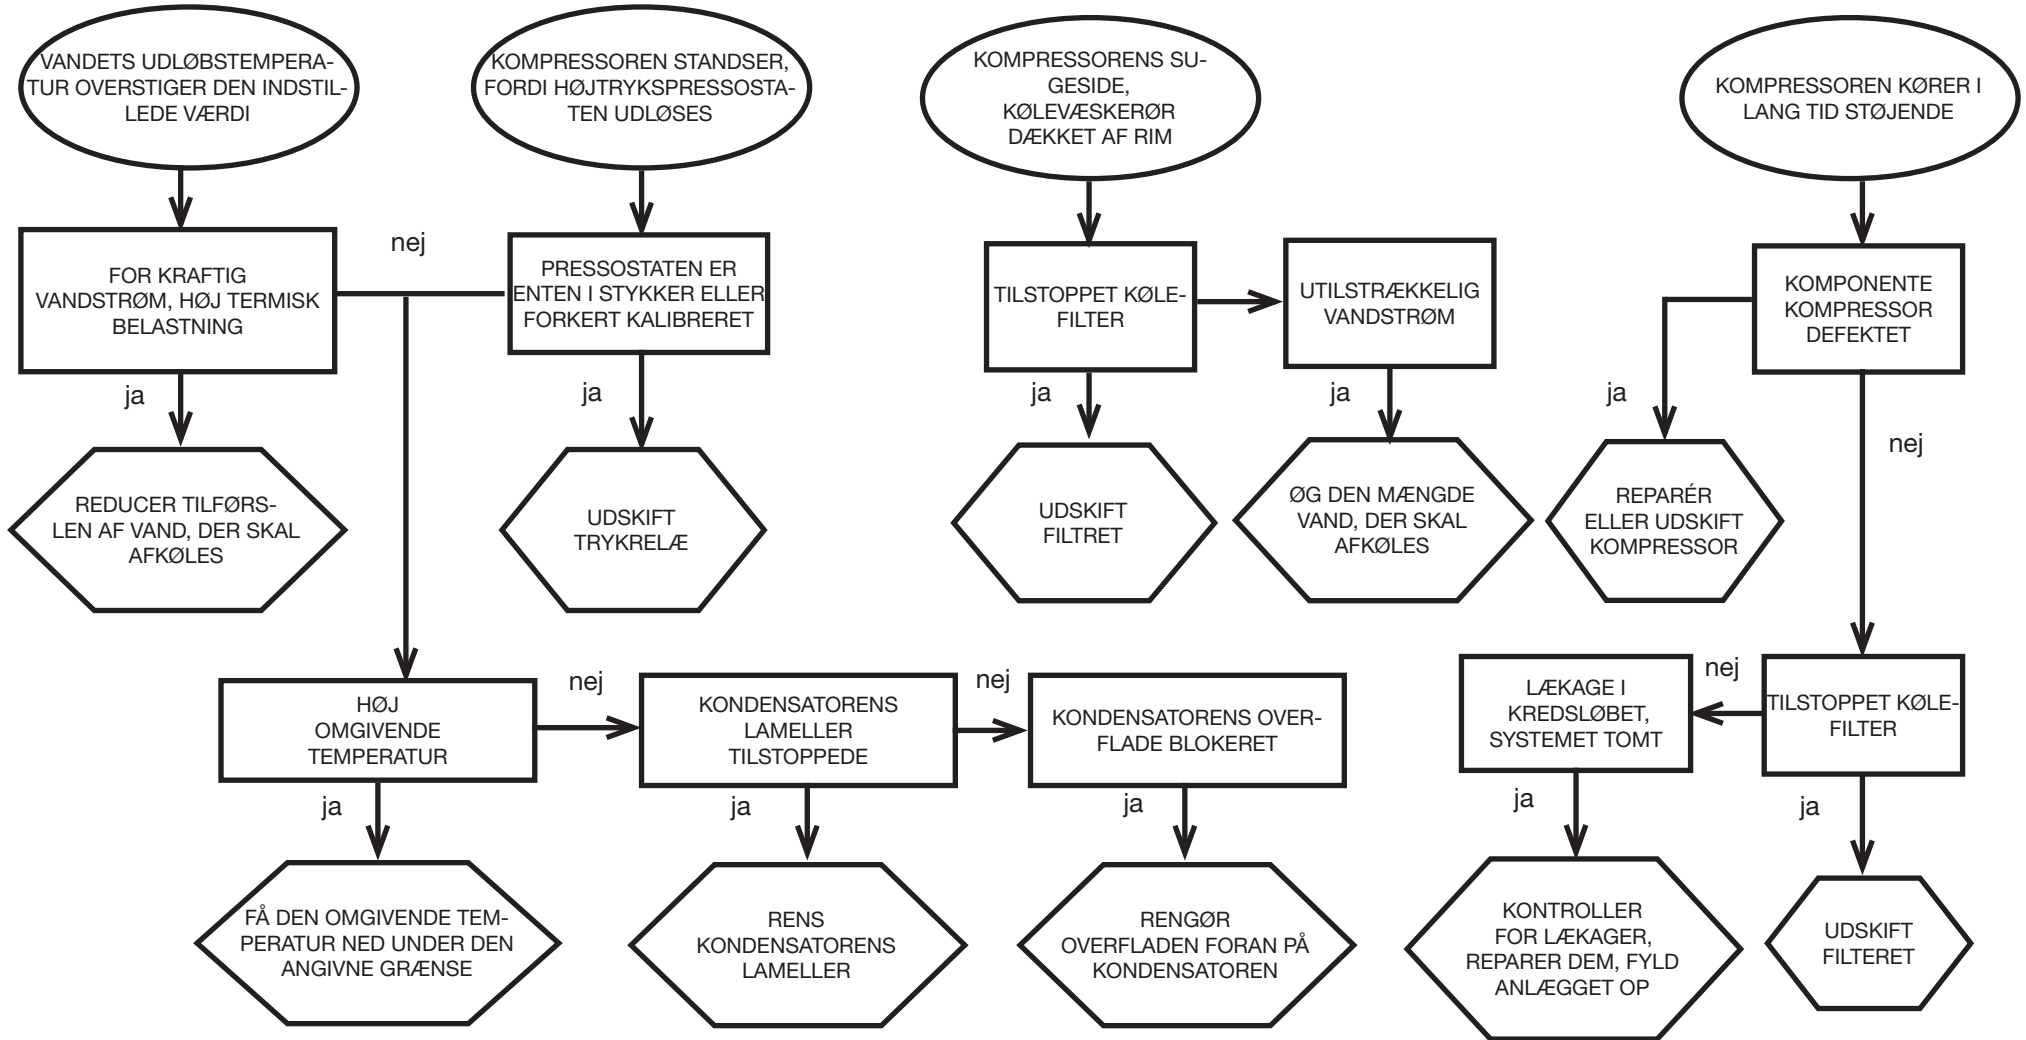 VANDETS UDLØBSTEMPERA-
TUR OVERSTIGER DEN INDSTIL-
LEDE VÆRDI
KOMPRESSOREN STANDSER,
FORDI HØJTRYKSPRESSOSTA-
TEN UDLØSES
KOMPRESSORENS SU-
GESIDE,
KØLEVÆSKERØR
DÆKKET AF RIM
KOMPRESSOREN KØRER I
LANG TID STØJENDE
FOR KRAFTIG
VANDSTRØM, HØJ TERMISK
BELASTNING
nej
PRESSOSTATEN ER
ENTEN I STYKKER ELLER
FORKERT KALIBRERET
TILSTOPPET KØLE-
FILTER
UTILSTRÆKKELIG
VANDSTRØM
KOMPONENTE
KOMPRESSOR
DEFEKTET
ja
ja
ja
ja
ja
nej
REDUCER TILFØRS-
LEN AF VAND, DER SKAL
AFKØLES
UDSKIFT
TRYKRELÆ
UDSKIFT
FILTRET
ØG DEN MÆNGDE
VAND, DER SKAL
AFKØLES
REPARÉR
ELLER UDSKIFT
KOMPRESSOR
HØJ
OMGIVENDE
TEMPERATUR
nej
KONDENSATORENS
LAMELLER
TILSTOPPEDE
nej
KONDENSATORENS OVER-
FLADE BLOKERET
LÆKAGE I
KREDSLØBET,
SYSTEMET TOMT
nej
TILSTOPPET KØLE-
FILTER
ja
ja
ja
ja
ja
FÅ DEN OMGIVENDE TEM-
PERATUR NED UNDER DEN
ANGIVNE GRÆNSE
RENS
KONDENSATORENS
LAMELLER
RENGØR
OVERFLADEN FORAN PÅ
KONDENSATOREN
KONTROLLER
FOR LÆKAGER,
REPARER DEM, FYLD
ANLÆGGET OP
UDSKIFT
FILTERET